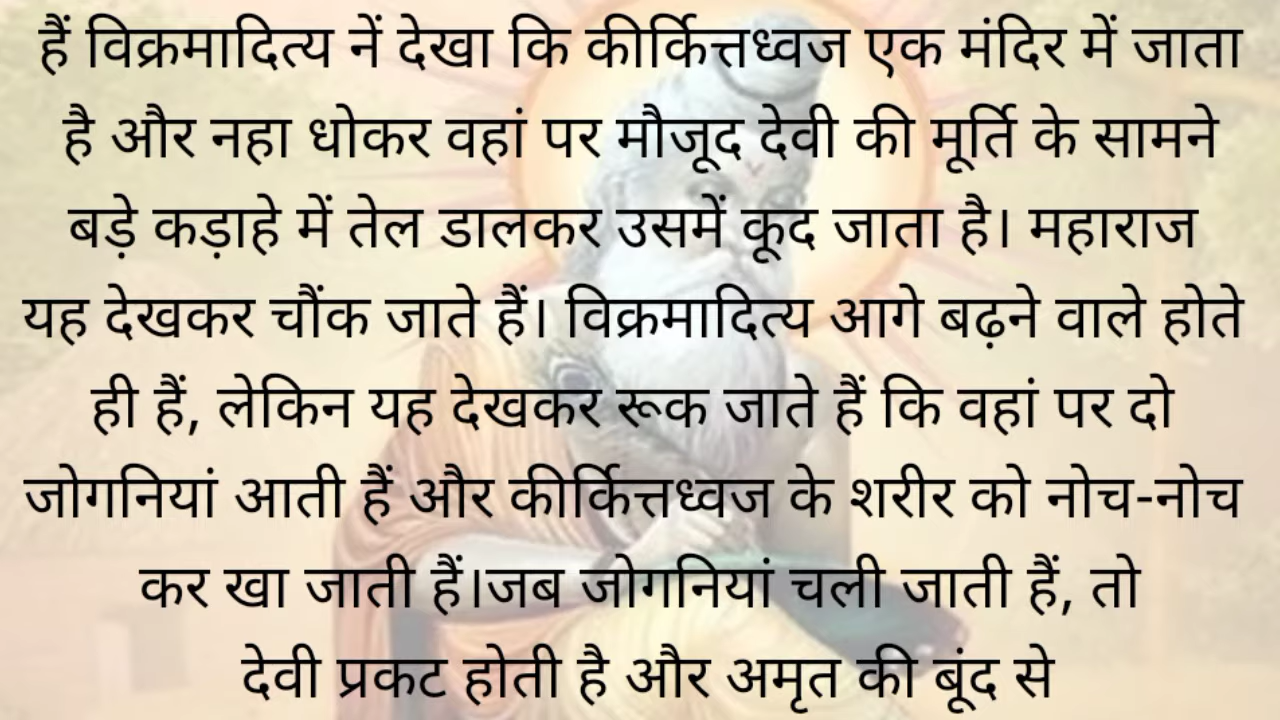 हैं विक्रमादित्य नें देखा कि कीर्कित्तध्वज एक मंदिर में जाता
है और नहा धोकर वहां पर मौजूद देवी की मूर्ति के सामने
बड़े कड़ाहे में तेल डालकर उसमें कूद जाता है। महाराज
यह देखकर चौंक जाते हैं। विक्रमादित्य आगे बढ़ने वाले होते
ही हैं, लेकिन यह देखकर रूक जाते हैं कि वहां पर दो
जोगनियां आती हैं और कीर्कित्तध्वज के शरीर को नोच-नोच
कर खा जाती हैं।जब जोगनियां चली जाती हैं, तो
देवी प्रकट होती है और अमृत की बूंद से